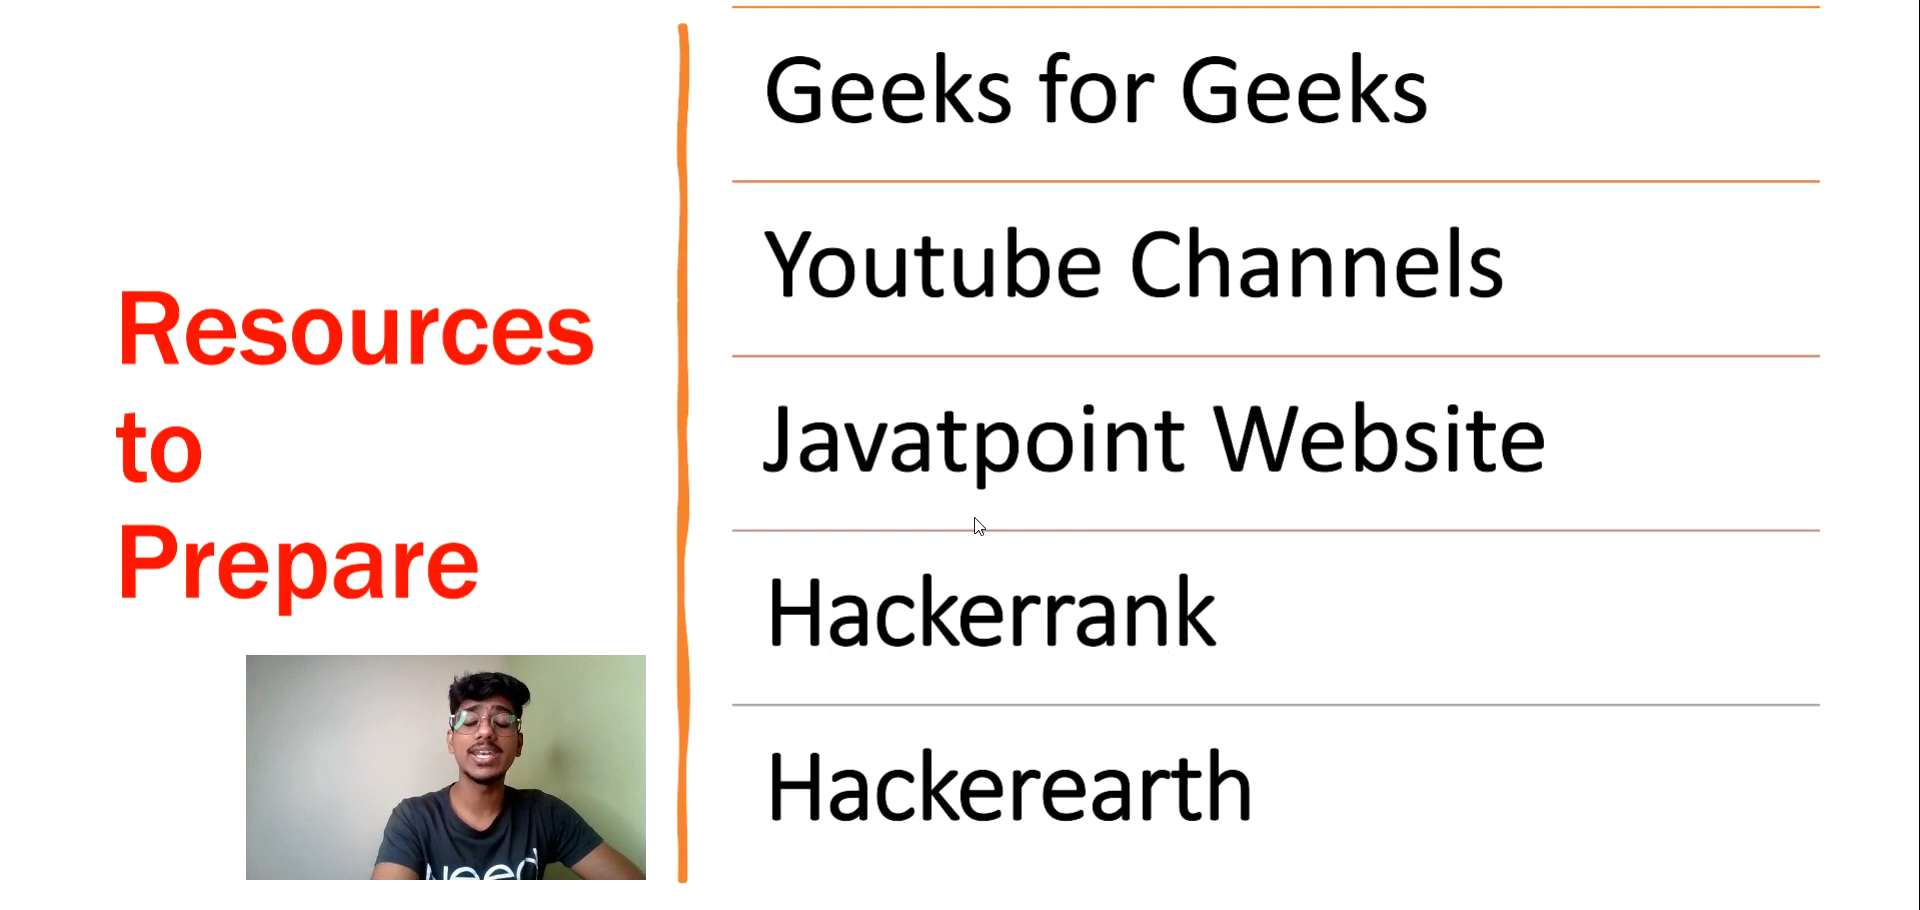 Resources
to
Prepare
Geeks for Geeks
Youtube Channels
Javatpoint Website
Hackerrank
Hackerearth